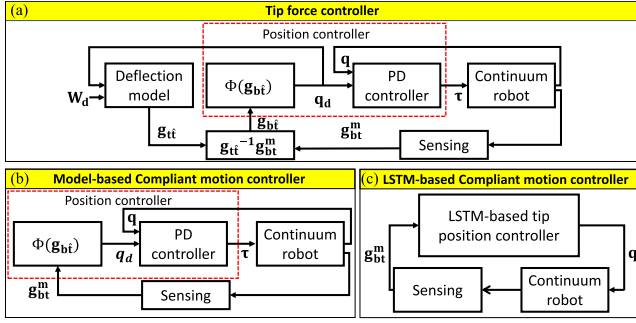 (a) Tip force controller
Position controller
Deflection
model
W_d
Φ(g_bt̂)
q
q_d
PD
controller
τ
Continuum
robot
g_tt̂
g_bt̂
g_tt̂⁻¹g_bt^m
g_bt^m
Sensing
(b) Model-based Compliant motion controller
Position controller
Φ(g_bt̂)
q
q_d
PD
controller
τ
Continuum
robot
g_bt^m
Sensing
(c) LSTM-based Compliant motion controller
LSTM-based tip
position controller
g_bt^m
q
Sensing
Continuum
robot